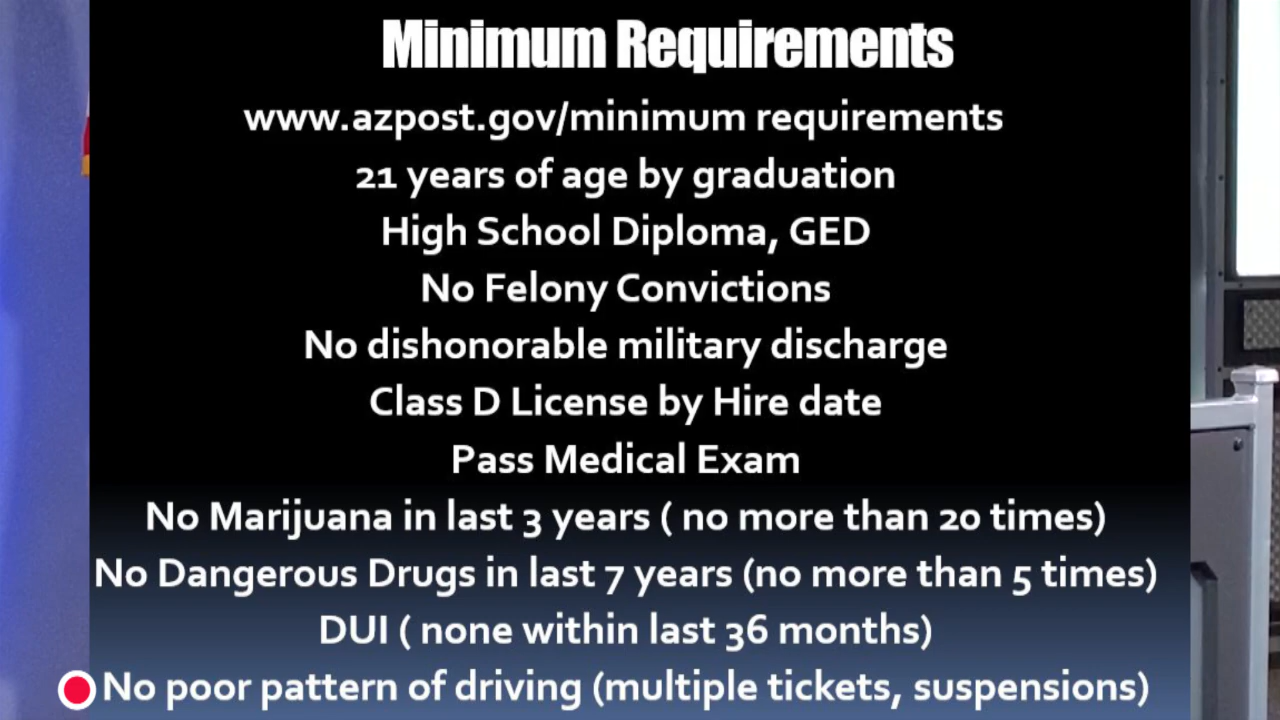 Minimum Requirements
www.azpost.gov/minimum requirements
21 years of age by graduation
High School Diploma, GED
No Felony Convictions
No dishonorable military discharge
Class D License by Hire date
Pass Medical Exam
No Marijuana in last 3 years ( no more than 20 times)
No Dangerous Drugs in last 7 years (no more than 5 times)
DUI ( none within last 36 months)
No poor pattern of driving (multiple tickets, suspensions)